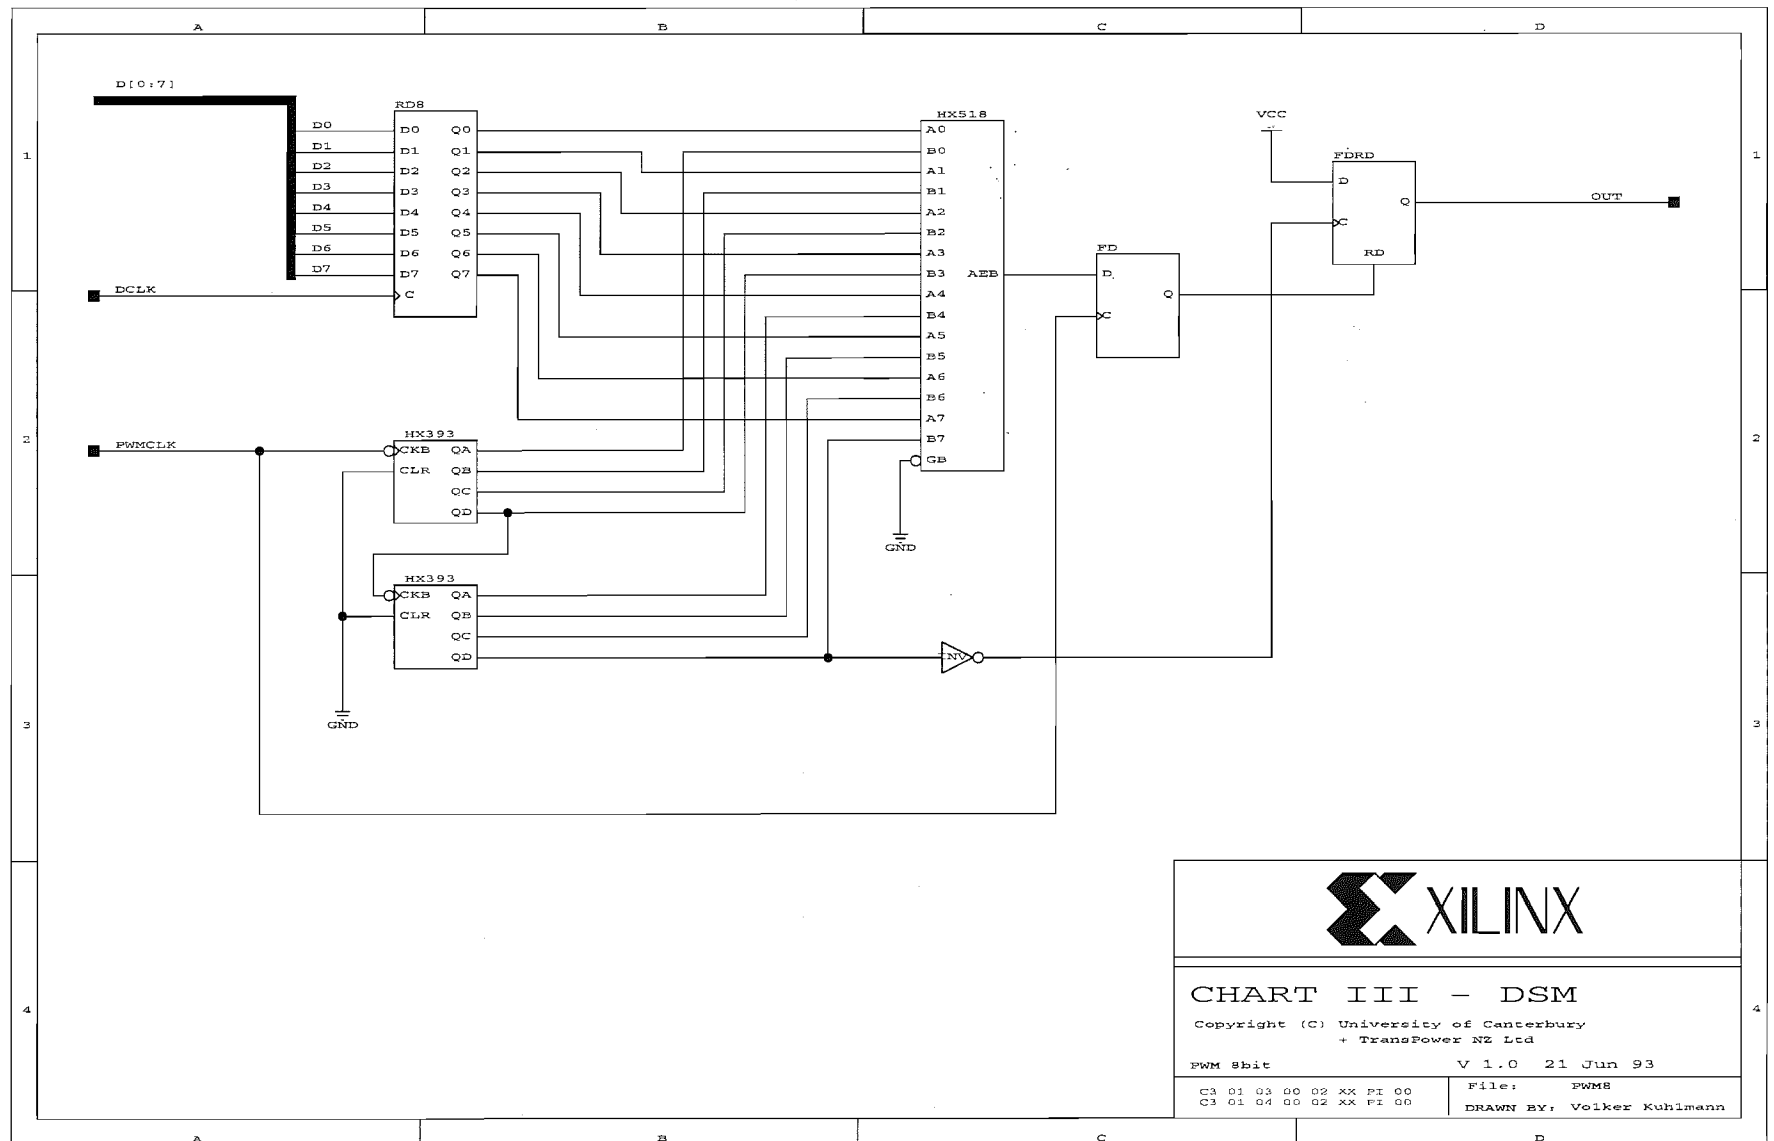 A B C D
D[0:7]
RD8
HX518
VCC
D0 D0 Q0 A0
D1 D1 Q1 B0
D2 D2 Q2 A1
D3 D3 Q3 B1
D4 D4 Q4 A2
D5 D5 Q5 B2
D6 D6 Q6 A3
D7 D7 Q7 B3 AEB
DCLK C A4
B4
A5
B5
A6
B6
A7
B7
GB
GND
FD
D
Q
C
FDRD
D
Q
C
RD
OUT
1 1
2 2
PWMCLK
HX393
CKB QA
CLR QB
QC
QD
HX393
CKB QA
CLR QB
QC
QD
INV
GND
3 3
XILINX
CHART III - DSM
Copyright (C) University of Canterbury
+ TransPower NZ Ltd
PWM 8bit V 1.0 21 Jun 93
C3 01 03 00 02 XX PI 00
C3 01 04 00 02 XX PI 00
File: PWM8
DRAWN BY: Volker Kuhlmann
4 4
A B C D